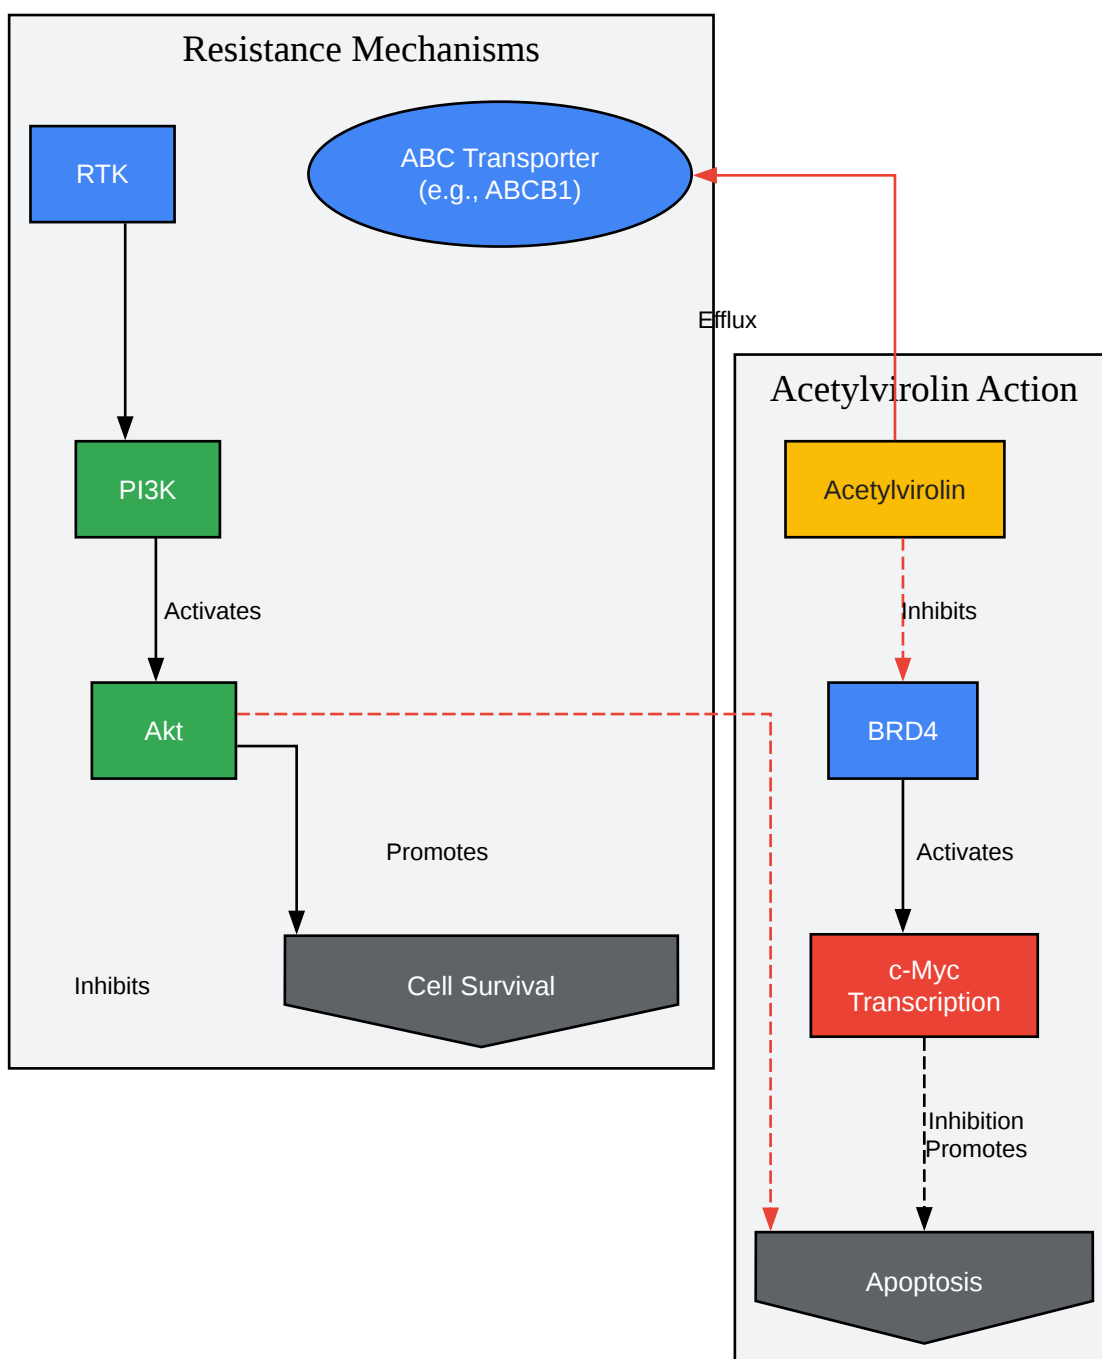 Resistance Mechanisms
RTK
ABC Transporter
(e.g., ABCB1)
Efflux
Acetylvirolin Action
PI3K
Acetylvirolin
Activates
Inhibits
Akt
BRD4
Promotes
Activates
Inhibits
Cell Survival
c-Myc
Transcription
Inhibition
Promotes
Apoptosis